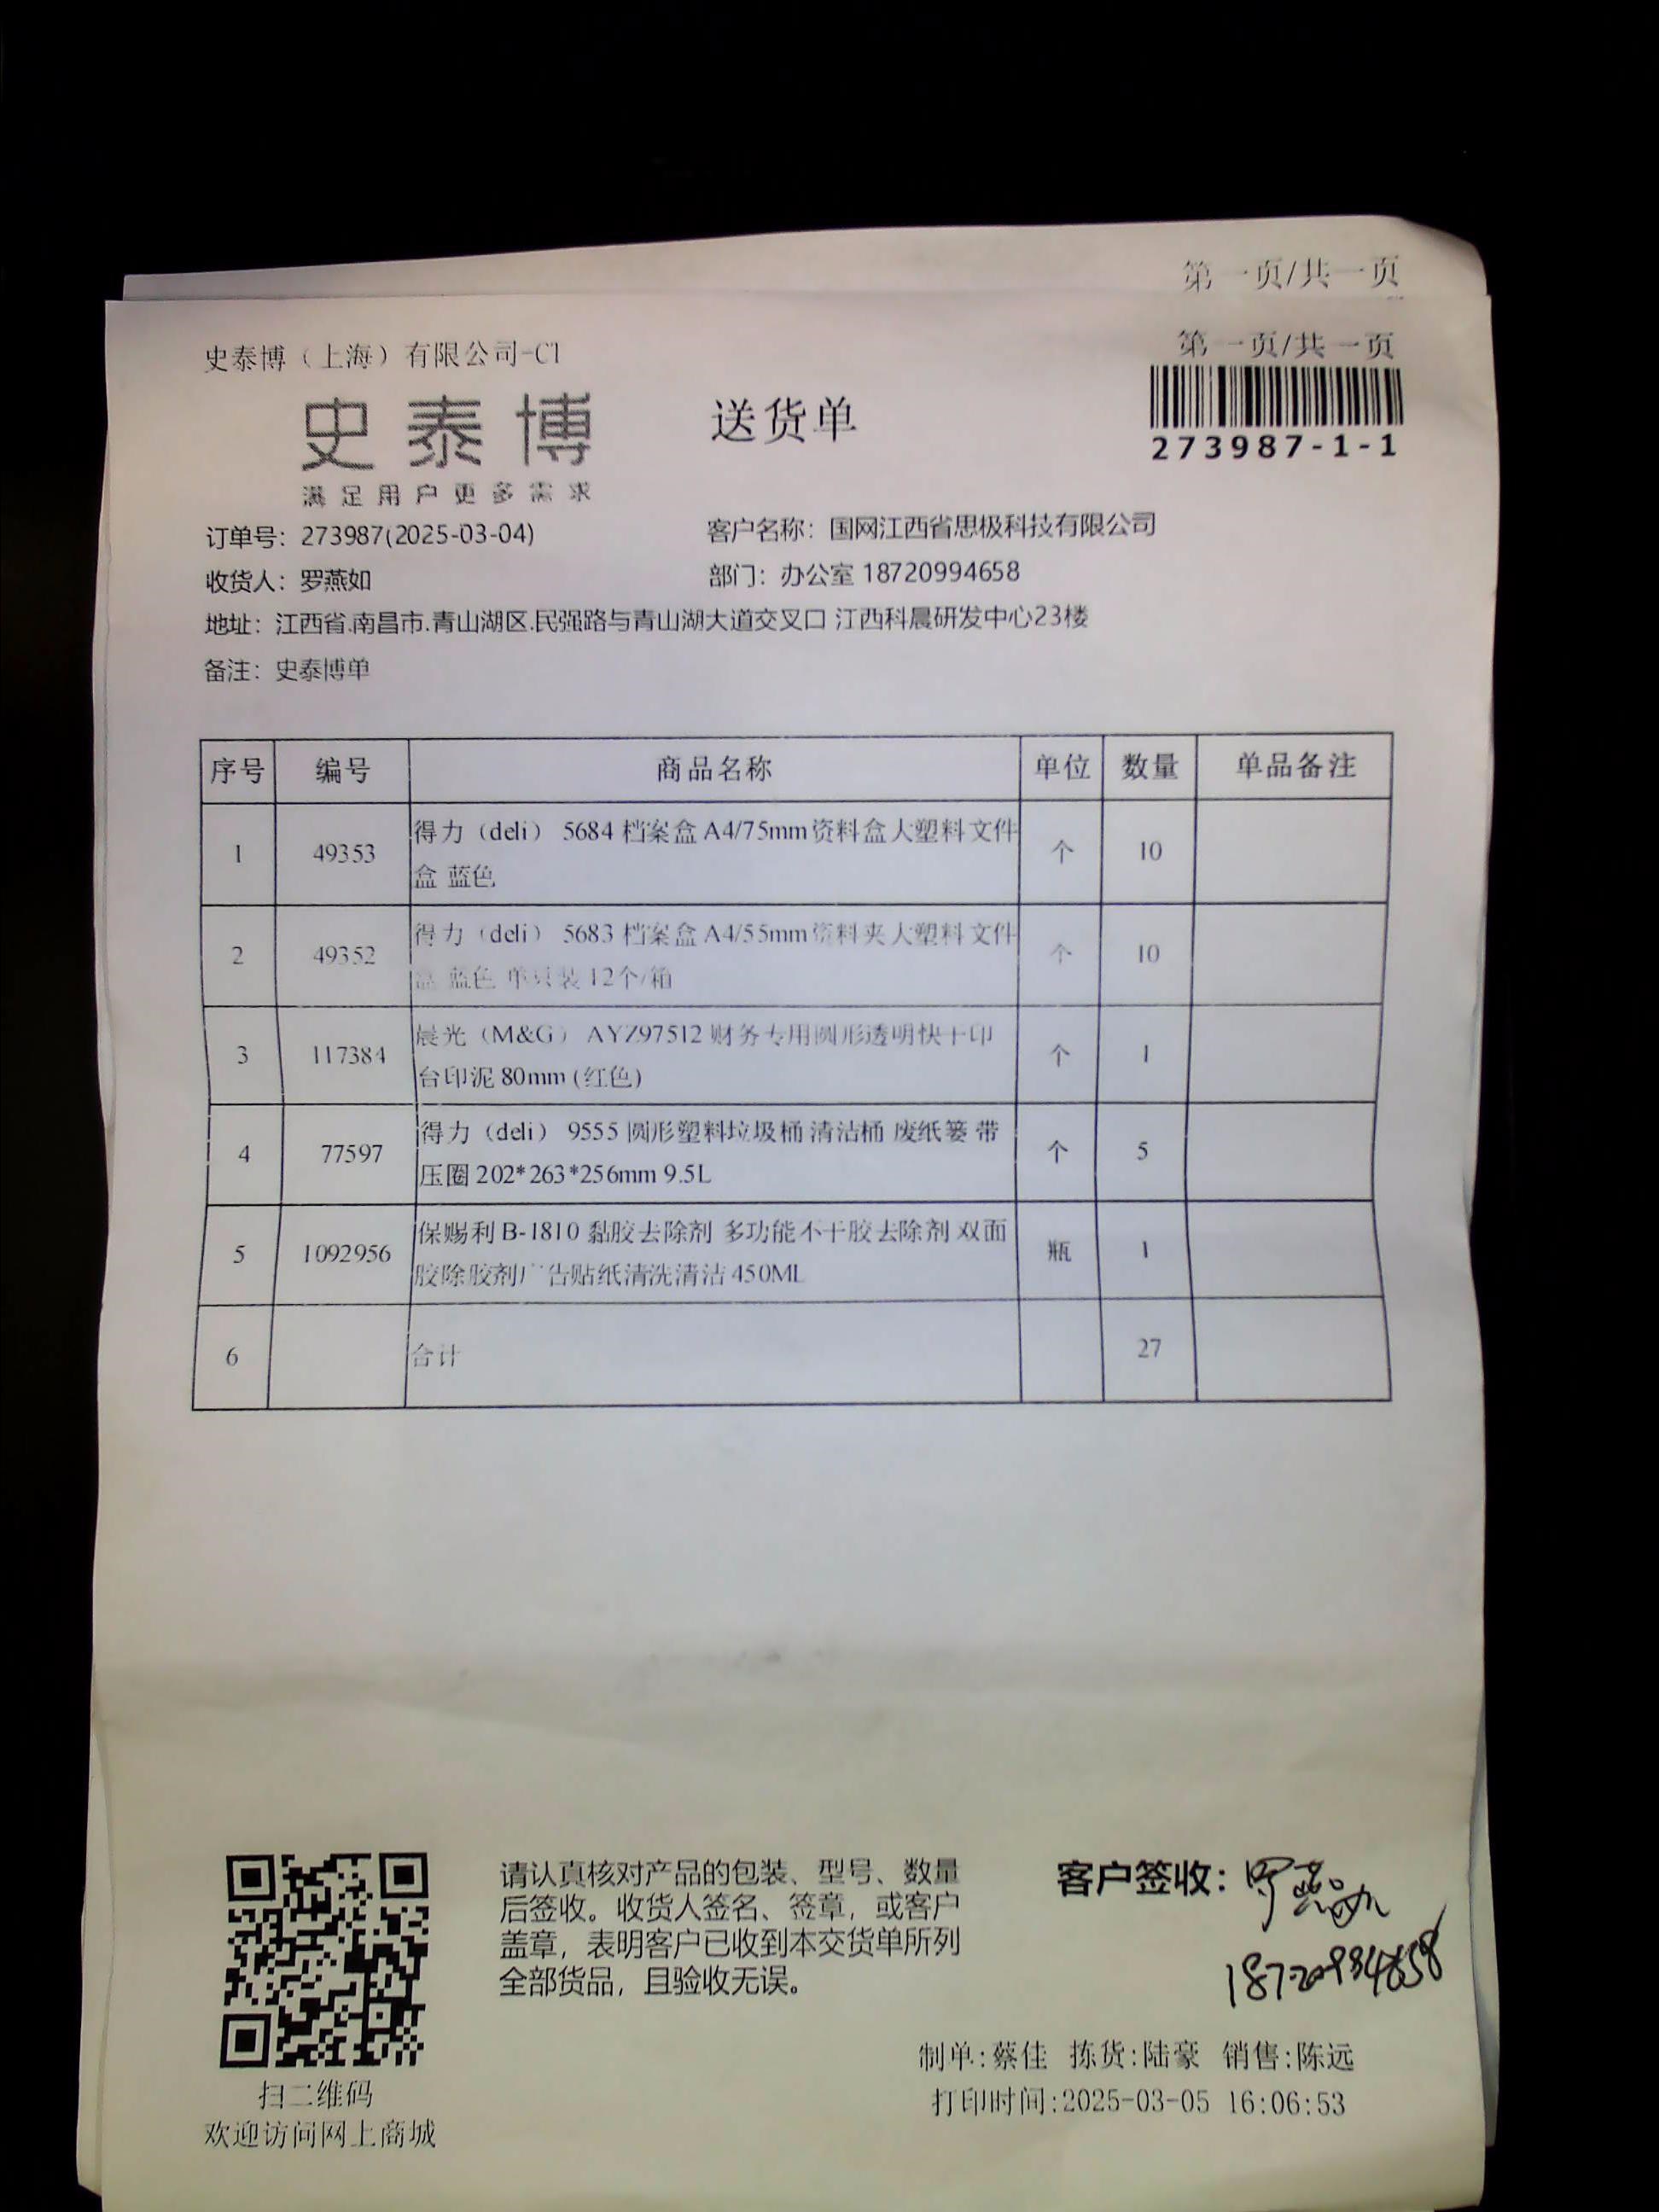 第一页/共一页
第一页/共一页
史泰博（上海）有限公司-C1
史泰博
满足用户更多需求
送货单
273987-1-1
订单号：273987(2025-03-04)
客户名称：国网江西省思极科技有限公司
收货人：罗燕如
部门：办公室 18720994658
地址：江西省.南昌市.青山湖区.民强路与青山湖大道交叉口 江西科晨研发中心23楼
备注：史泰博单
序号 编号 商品名称 单位 数量 单品备注
1 49353 得力（deli） 5684 档案盒 A4/75mm 资料盒大塑料文件
盒 蓝色 个 10
2 49352 得力（deli） 5683 档案盒 A4/55mm 资料夹大塑料文件
盒 蓝色 单只装 12个/箱 个 10
3 117384 晨光（M&G） AYZ97512 财务专用圆形透明快干印
台印泥 80mm (红色) 个 1
4 77597 得力（deli） 9555 圆形塑料垃圾桶 清洁桶 废纸篓 带
压圈 202*263*256mm 9.5L 个 5
5 1092956 保赐利 B-1810 黏胶去除剂 多功能不干胶去除剂 双面
胶除胶剂广告贴纸清洗清洁 450ML 瓶 1
6 合计 27
请认真核对产品的包装、型号、数量
后签收。收货人签名、签章，或客户
盖章，表明客户已收到本交货单所列
全部货品，且验收无误。
客户签收：罗燕如
18720994658
扫二维码
欢迎访问网上商城
制单:蔡佳 拣货:陆豪 销售:陈远
打印时间:2025-03-05 16:06:53